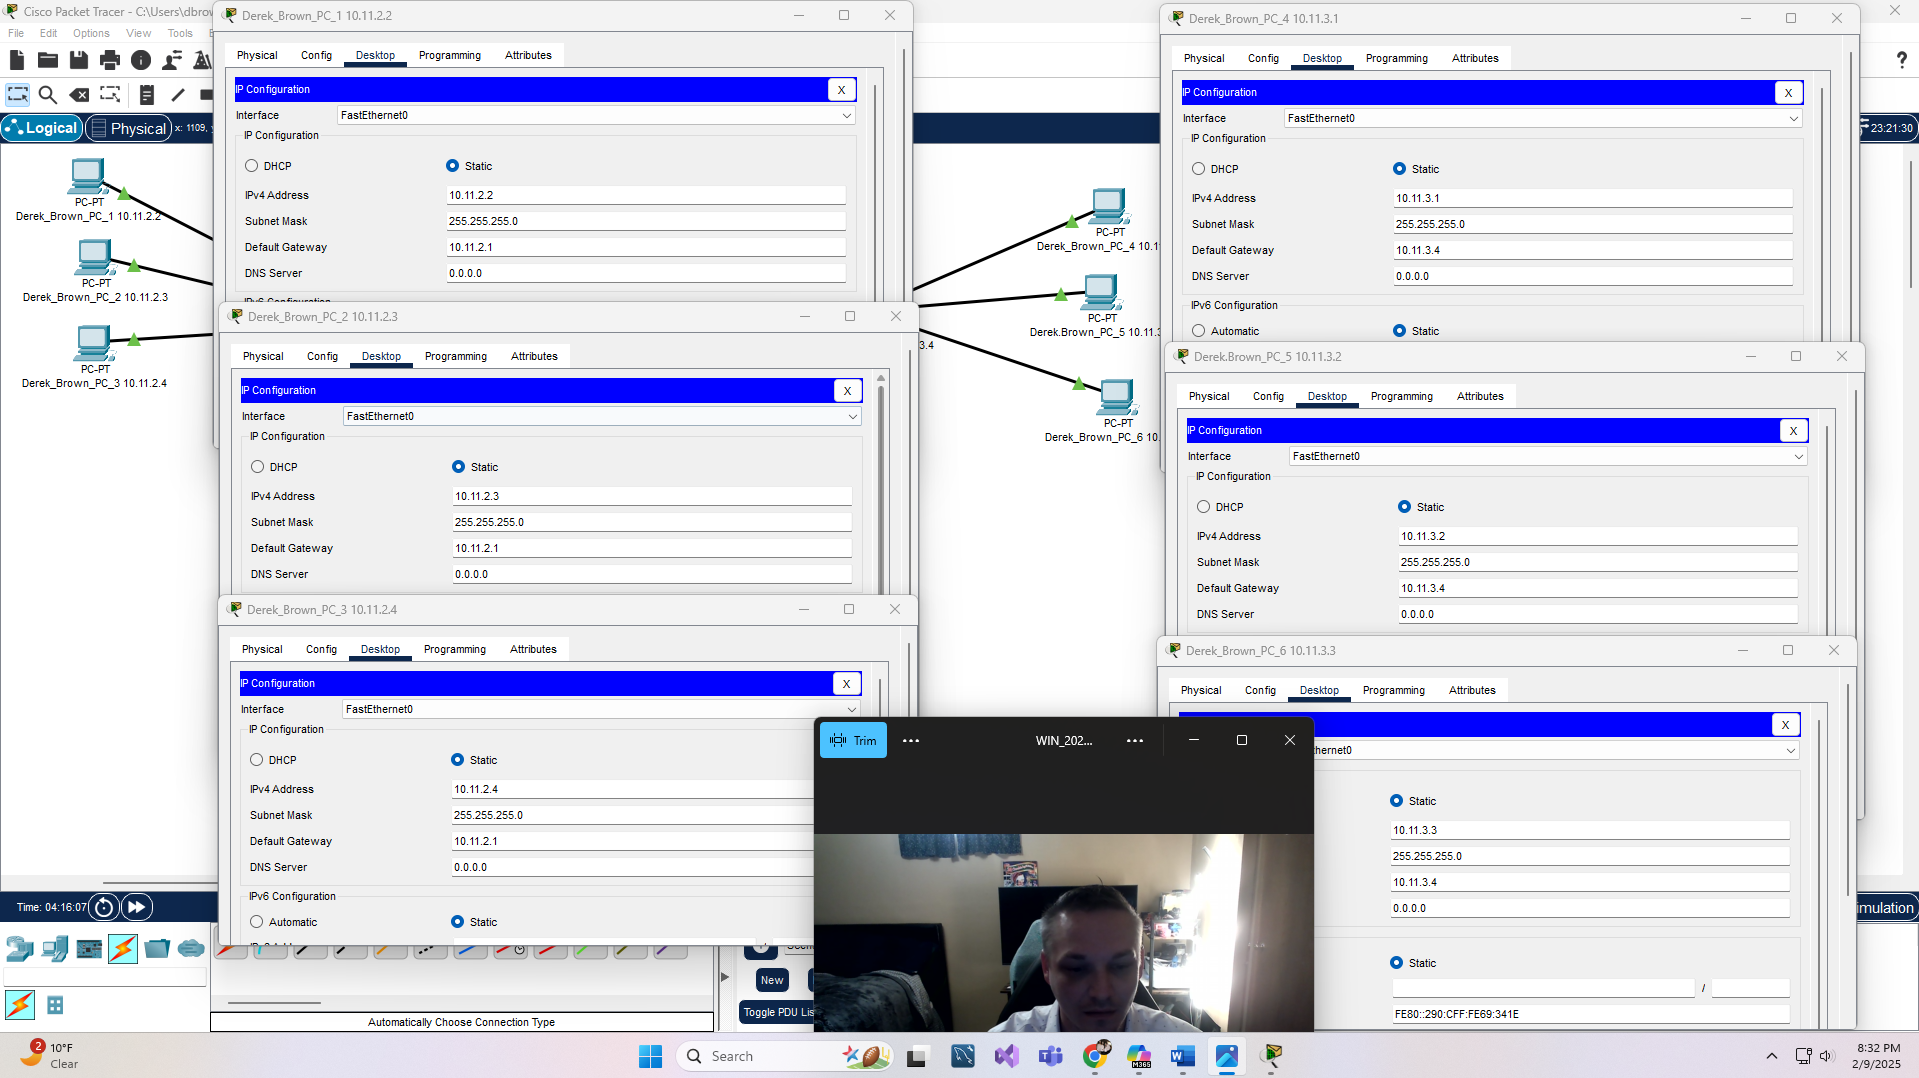 Cisco Packet Tracer - C:\Users\dbrow
File Edit Options View Tools
Logical
Physical
x: 1109, y
23:21:30
PC-PT
Derek_Brown_PC_1 10.11.2.2
PC-PT
Derek_Brown_PC_2 10.11.2.3
PC-PT
Derek_Brown_PC_3 10.11.2.4
Derek_Brown_PC_1 10.11.2.2
Physical Config Desktop Programming Attributes
IP Configuration X
Interface FastEthernet0
IP Configuration
DHCP Static
IPv4 Address 10.11.2.2
Subnet Mask 255.255.255.0
Default Gateway 10.11.2.1
DNS Server 0.0.0.0
IPv6 Configuration
Derek_Brown_PC_2 10.11.2.3
Physical Config Desktop Programming Attributes
IP Configuration X
Interface FastEthernet0
IP Configuration
DHCP Static
IPv4 Address 10.11.2.3
Subnet Mask 255.255.255.0
Default Gateway 10.11.2.1
DNS Server 0.0.0.0
Derek_Brown_PC_3 10.11.2.4
Physical Config Desktop Programming Attributes
IP Configuration X
Interface FastEthernet0
IP Configuration
DHCP Static
IPv4 Address 10.11.2.4
Subnet Mask 255.255.255.0
Default Gateway 10.11.2.1
DNS Server 0.0.0.0
IPv6 Configuration
Automatic Static
3.4
PC-PT
Derek_Brown_PC_4 10.1
PC-PT
Derek.Brown_PC_5 10.11.3
PC-PT
Derek_Brown_PC_6 10.
Derek_Brown_PC_4 10.11.3.1
Physical Config Desktop Programming Attributes
IP Configuration X
Interface FastEthernet0
IP Configuration
DHCP Static
IPv4 Address 10.11.3.1
Subnet Mask 255.255.255.0
Default Gateway 10.11.3.4
DNS Server 0.0.0.0
IPv6 Configuration
Automatic Static
Derek.Brown_PC_5 10.11.3.2
Physical Config Desktop Programming Attributes
IP Configuration X
Interface FastEthernet0
IP Configuration
DHCP Static
IPv4 Address 10.11.3.2
Subnet Mask 255.255.255.0
Default Gateway 10.11.3.4
DNS Server 0.0.0.0
Derek_Brown_PC_6 10.11.3.3
Physical Config Desktop Programming Attributes
X
hernet0
Static
10.11.3.3
255.255.255.0
10.11.3.4
0.0.0.0
Static
/
FE80::290:CFF:FE69:341E
Trim
WIN_202...
Time: 04:16:07
imulation
New
Toggle PDU Lis
Automatically Choose Connection Type
2
10°F
Clear
Search
M365
8:32 PM
2/9/2025